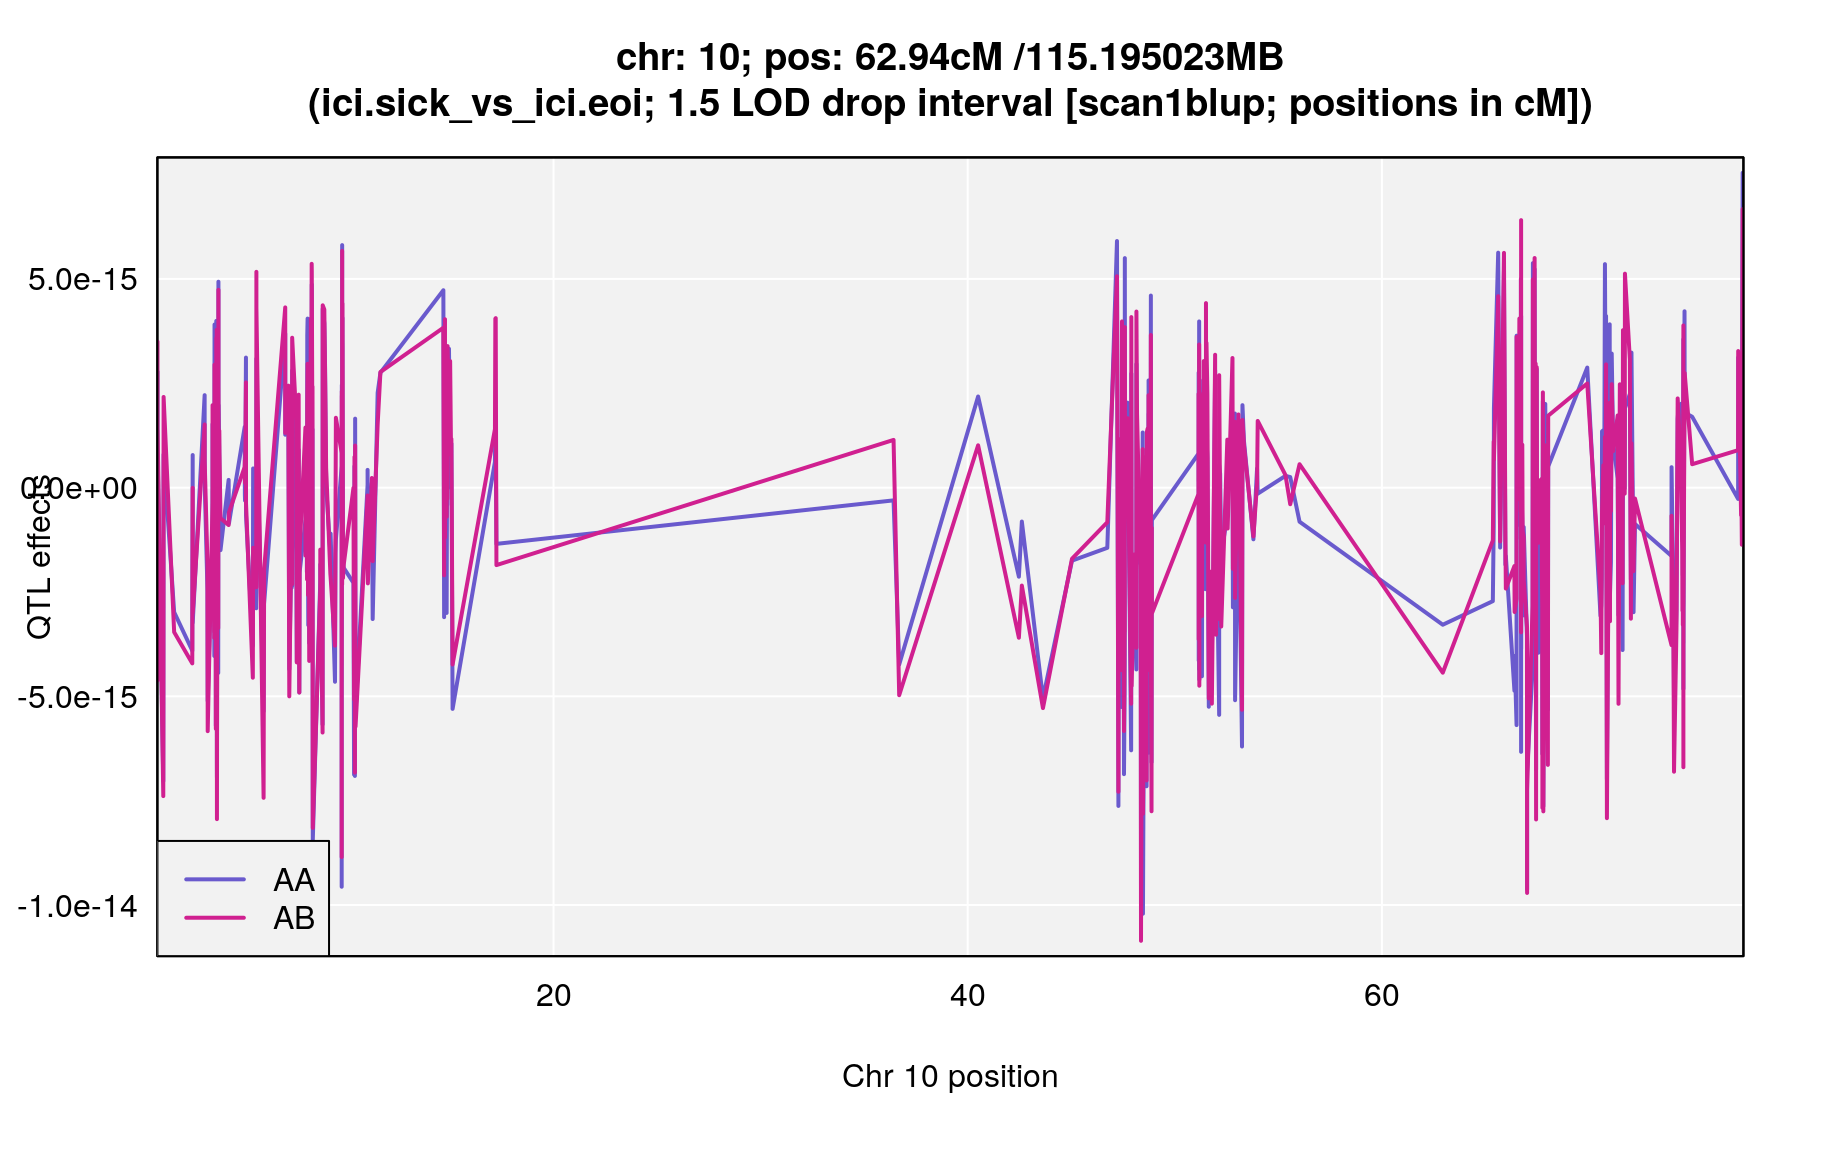 chr: 10; pos: 62.94cM /115.195023MB
(ici.sick_vs_ici.eoi; 1.5 LOD drop interval [scan1blup; positions in cM])
QTL effects
5.0e-15
0.0e+00
-5.0e-15
-1.0e-14
AA
AB
20
40
60
Chr 10 position